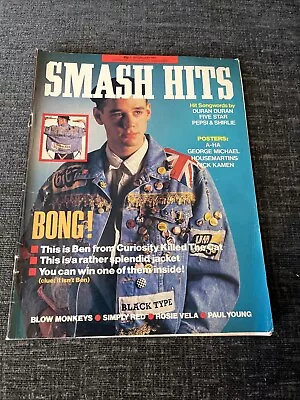 SMASH HITS
Hit Songwords by
DURAN DURAN
FIVE STAR
PEPSI & SHIRLIE
POSTERS:
A-HA
GEORGE MICHAEL
HOUSEMARTINS
NICK KAMEN
BONG!
This is Ben from Curiosity Killed The Cat
This is a rather splendid jacket
You can win one of them inside!
(clue: it isn't Ben)
BLACK TYPE
BLOW MONKEYS ● SIMPLY RED ● ROSIE VELA ● PAUL YOUNG